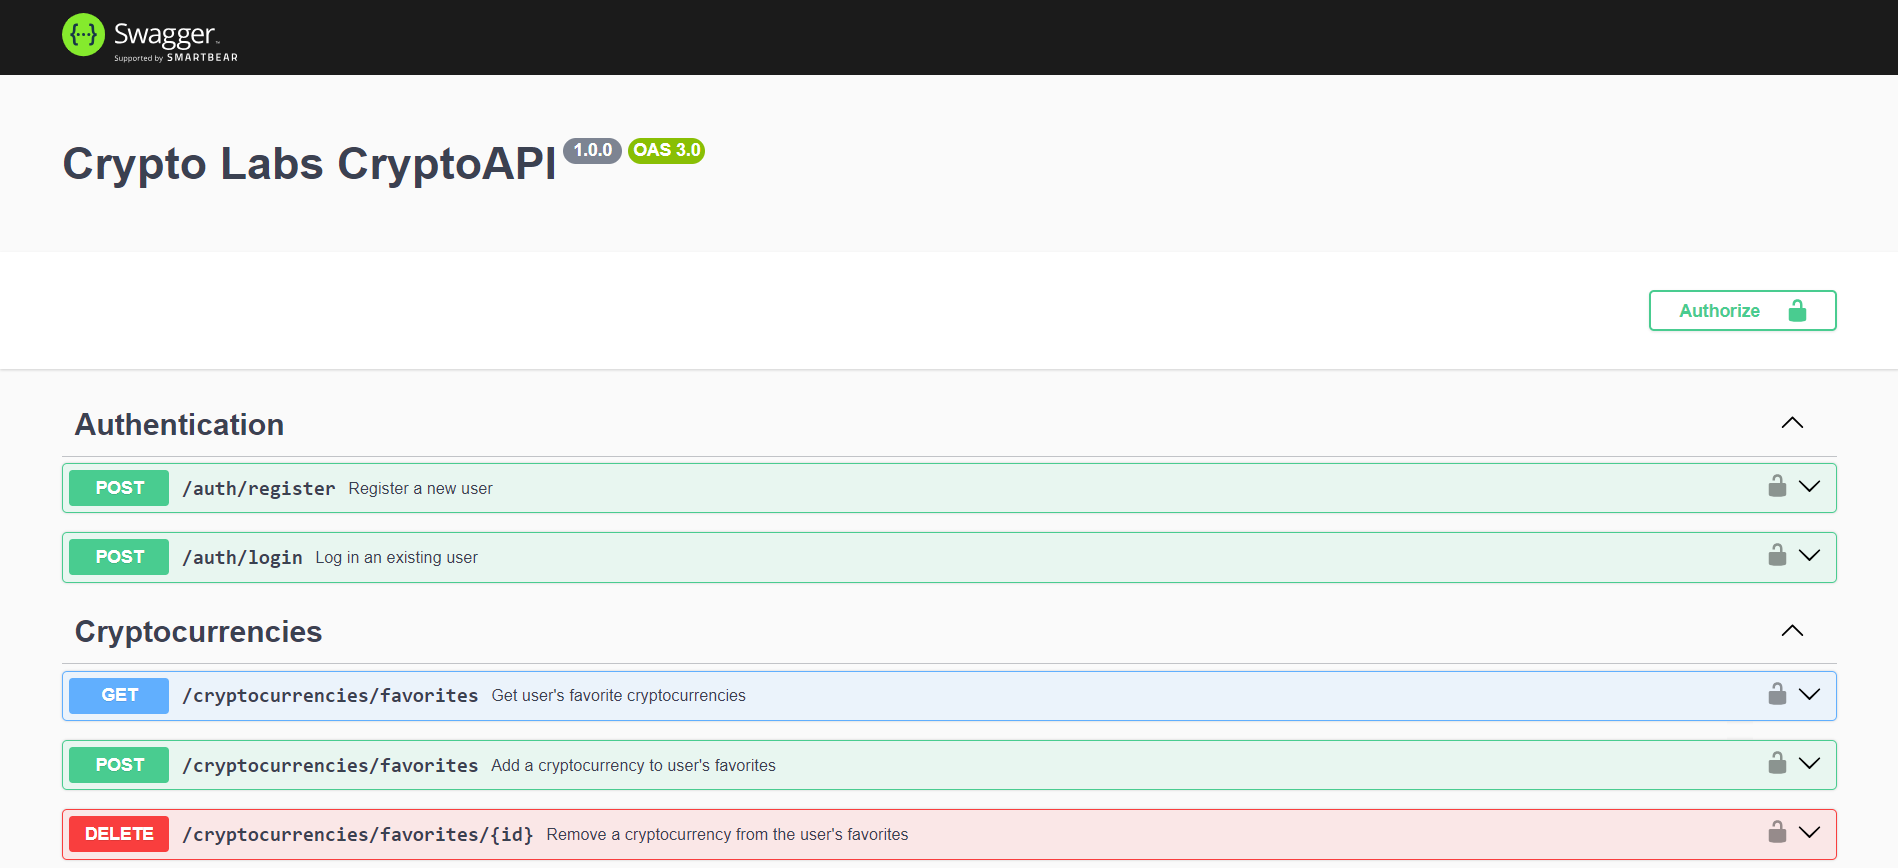 {···} Swagger™
Supported by SMARTBEAR
Crypto Labs CryptoAPI 1.0.0 OAS 3.0
Authorize
Authentication
POST /auth/register Register a new user
POST /auth/login Log in an existing user
Cryptocurrencies
GET /cryptocurrencies/favorites Get user's favorite cryptocurrencies
POST /cryptocurrencies/favorites Add a cryptocurrency to user's favorites
DELETE /cryptocurrencies/favorites/{id} Remove a cryptocurrency from the user's favorites